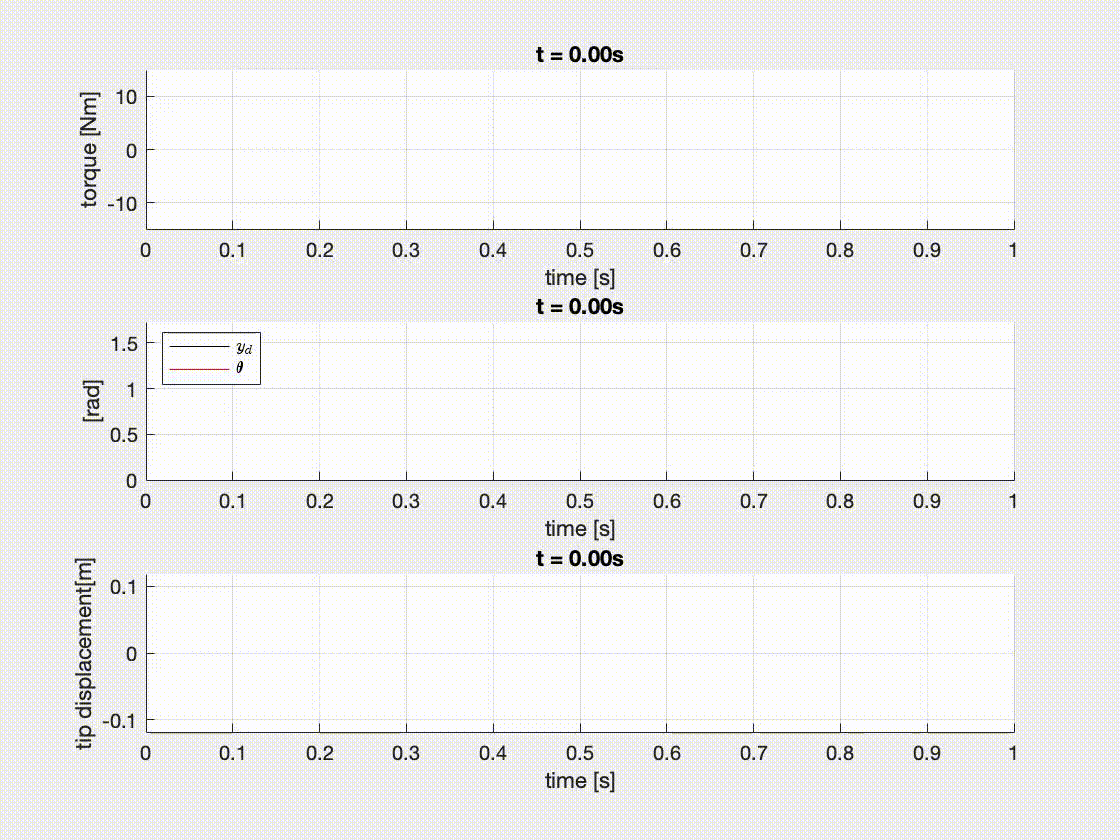 t = 0.00s
torque [Nm]
10
0
-10
0 0.1 0.2 0.3 0.4 0.5 0.6 0.7 0.8 0.9 1
time [s]
t = 0.00s
[rad]
1.5
1
0.5
0
y_d
θ
0 0.1 0.2 0.3 0.4 0.5 0.6 0.7 0.8 0.9 1
time [s]
t = 0.00s
tip displacement[m]
0.1
0
-0.1
0 0.1 0.2 0.3 0.4 0.5 0.6 0.7 0.8 0.9 1
time [s]